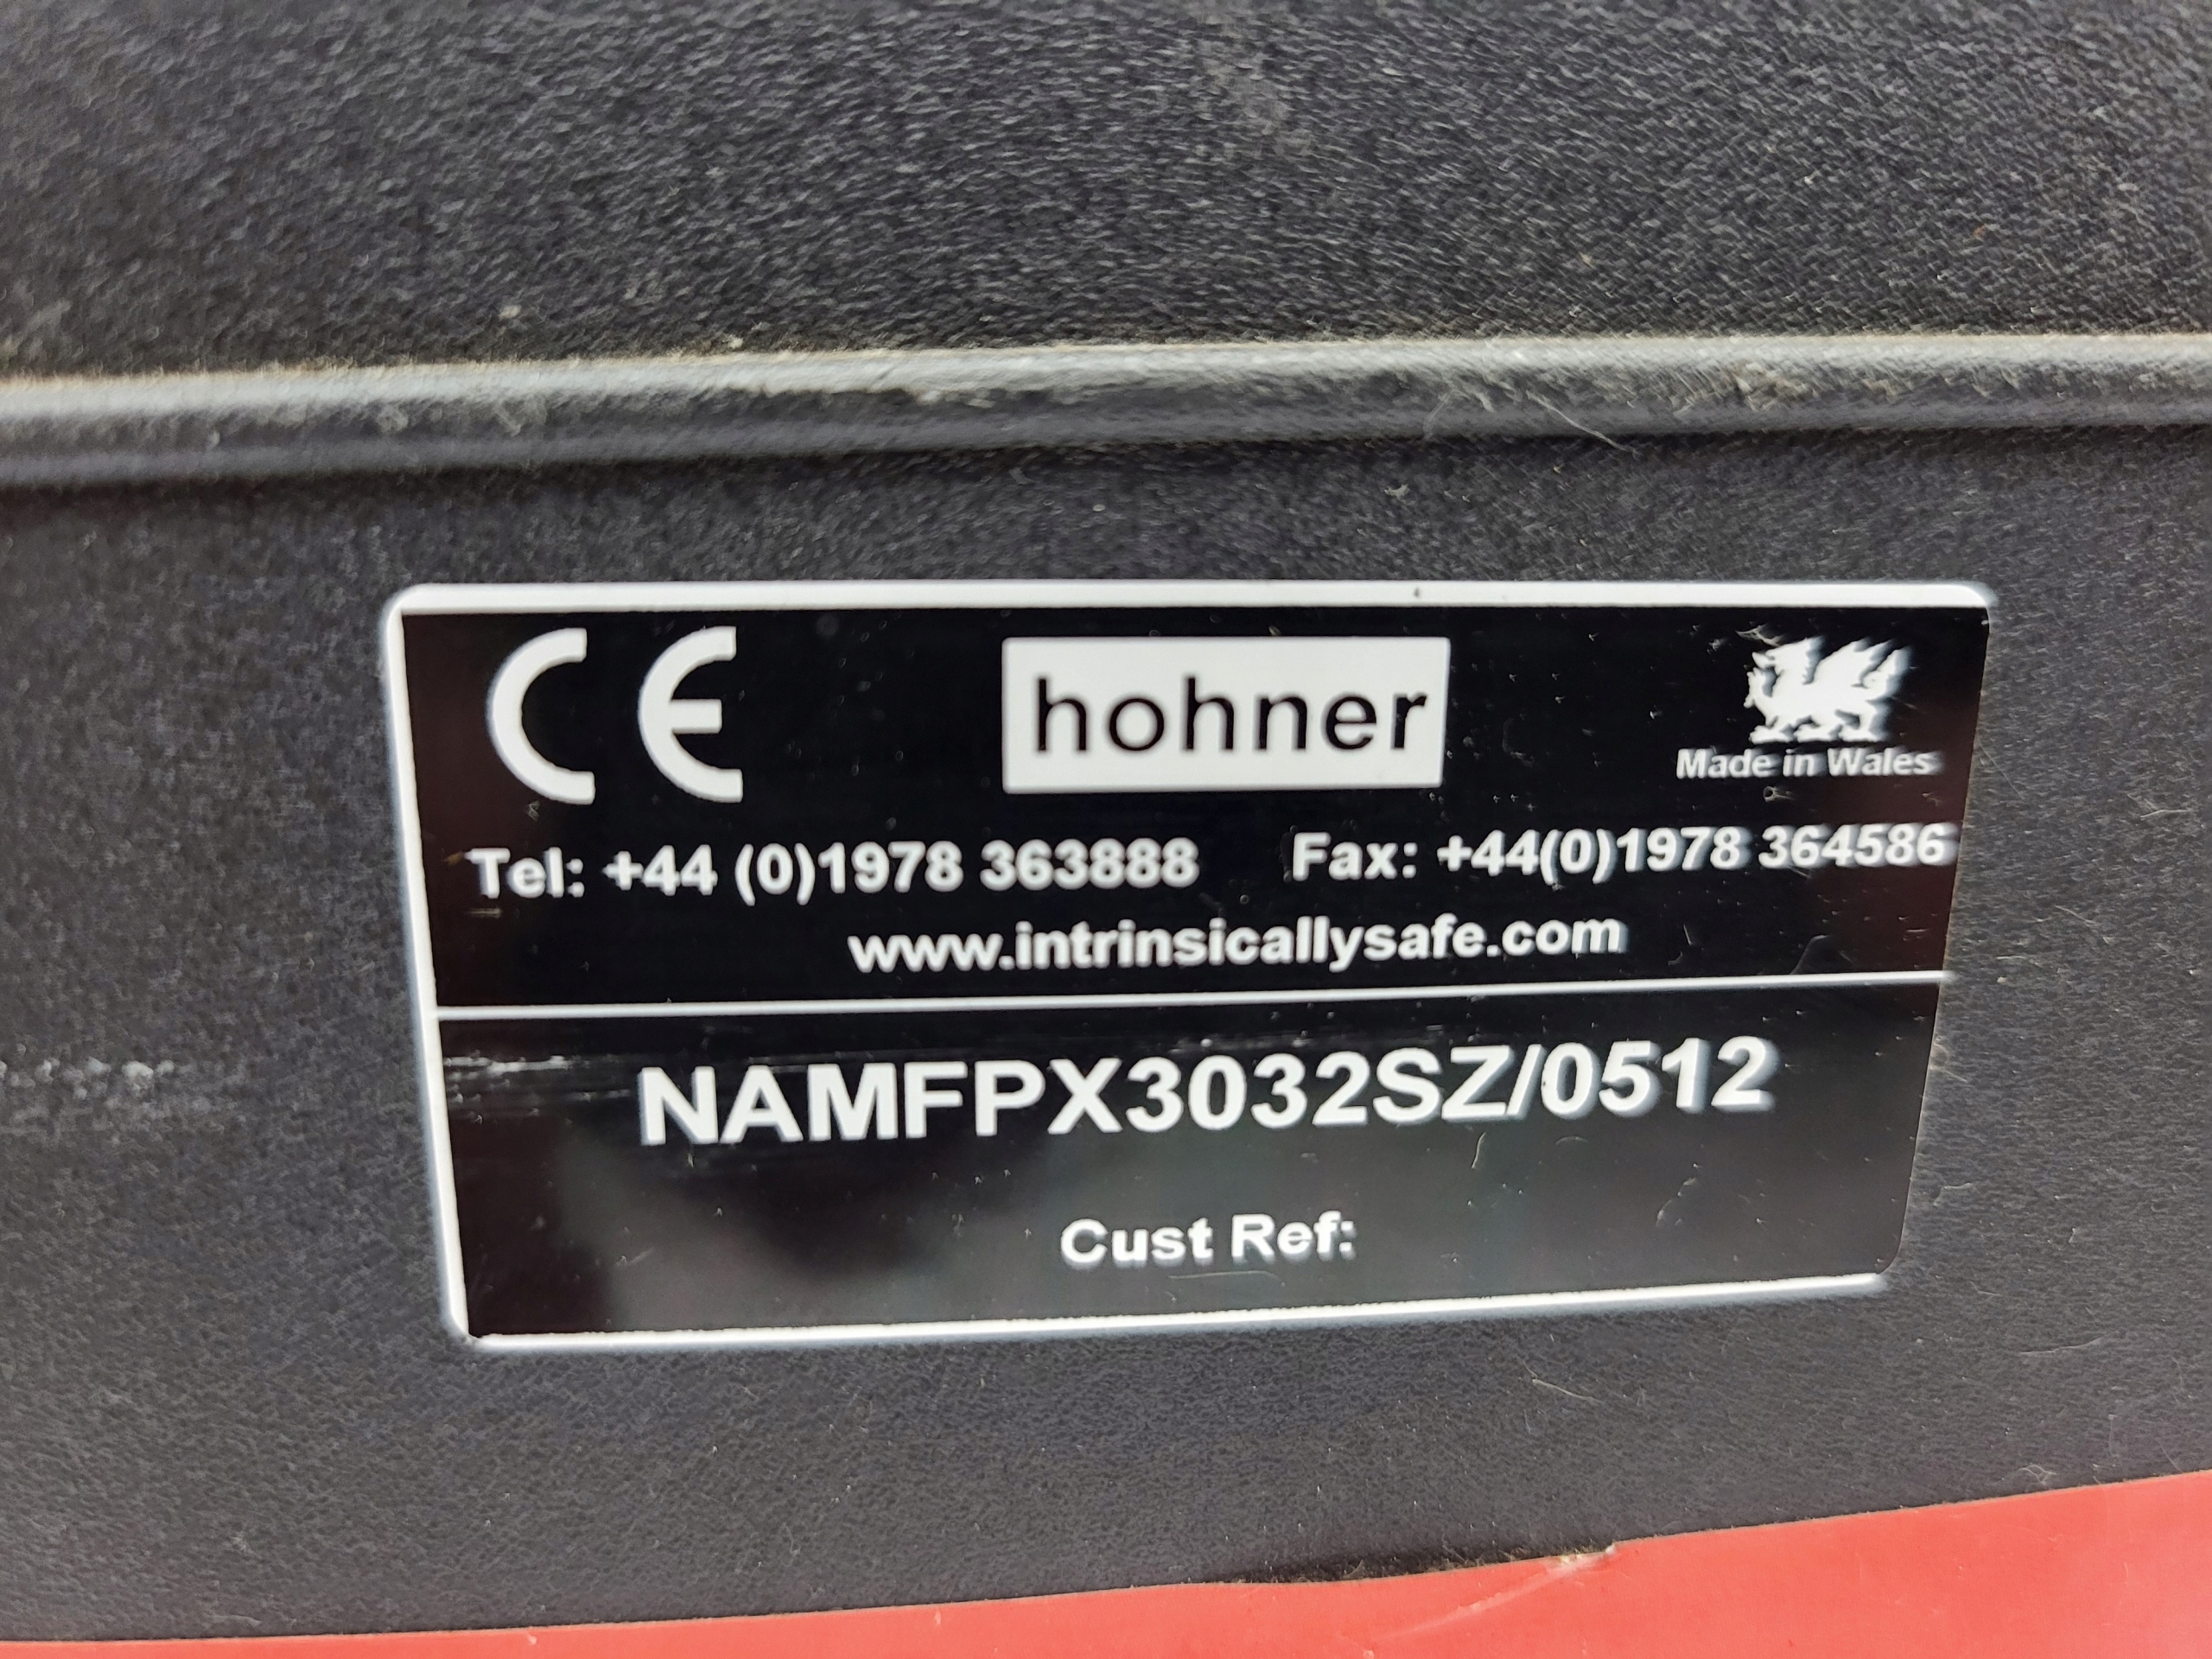 CE
hohner
Made in Wales
Tel: +44 (0)1978 363888 Fax: +44(0)1978 364586
www.intrinsicallysafe.com
NAMFPX3032SZ/0512
Cust Ref: